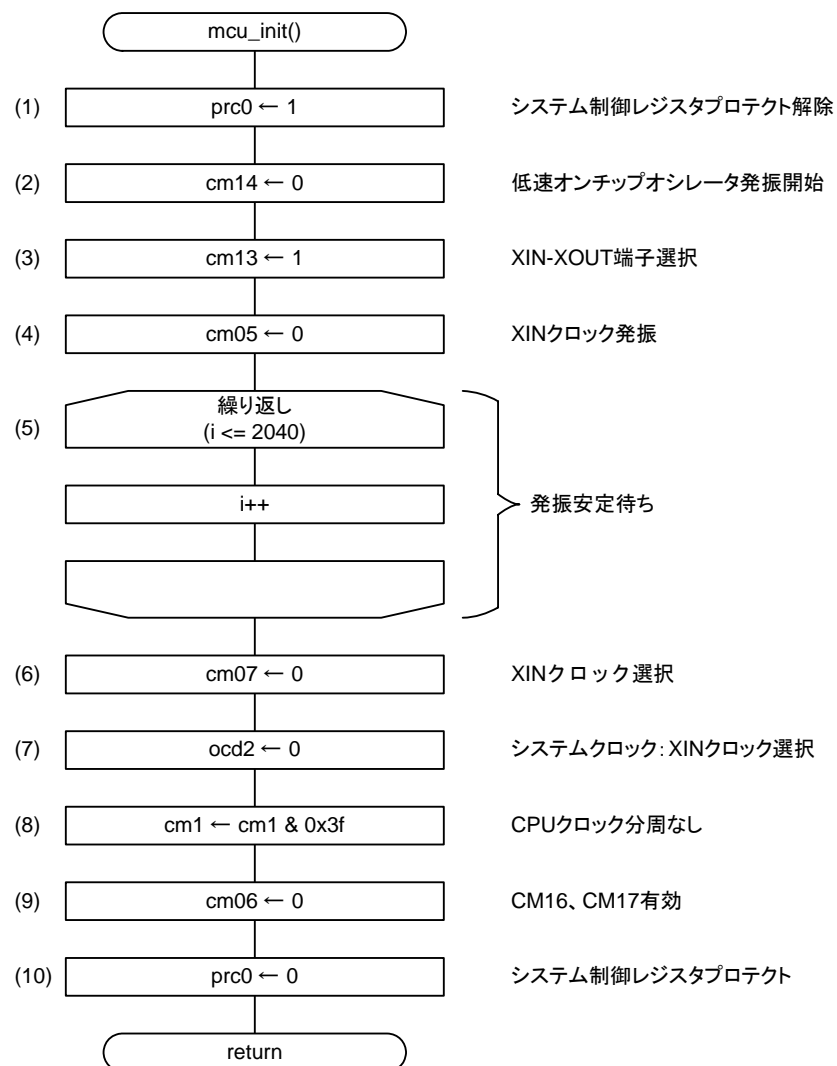 mcu_init()
(1) prc0 ← 1 システム制御レジスタプロテクト解除
(2) cm14 ← 0 低速オンチップオシレータ発振開始
(3) cm13 ← 1 XIN-XOUT端子選択
(4) cm05 ← 0 XINクロック発振
(5) 繰り返し
(i <= 2040)
i++ 発振安定待ち
(6) cm07 ← 0 XINクロック選択
(7) ocd2 ← 0 システムクロック: XINクロック選択
(8) cm1 ← cm1 & 0x3f CPUクロック分周なし
(9) cm06 ← 0 CM16、CM17有効
(10) prc0 ← 0 システム制御レジスタプロテクト
return